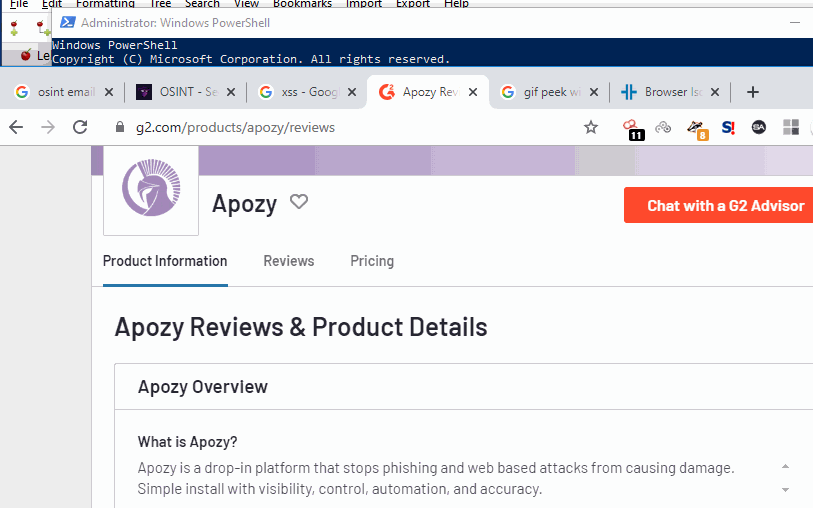 File Edit Formatting Tree Search View Bookmarks Import Export Help
Administrator: Windows PowerShell
Le
Windows PowerShell
Copyright (C) Microsoft Corporation. All rights reserved.
osint email OSINT - Se xss - Goog Apozy Rev gif peek wi Browser Iso
g2.com/products/apozy/reviews
11 8 S! SA
Apozy
Chat with a G2 Advisor
Product Information Reviews Pricing
Apozy Reviews & Product Details
Apozy Overview
What is Apozy?
Apozy is a drop-in platform that stops phishing and web based attacks from causing damage.
Simple install with visibility, control, automation, and accuracy.